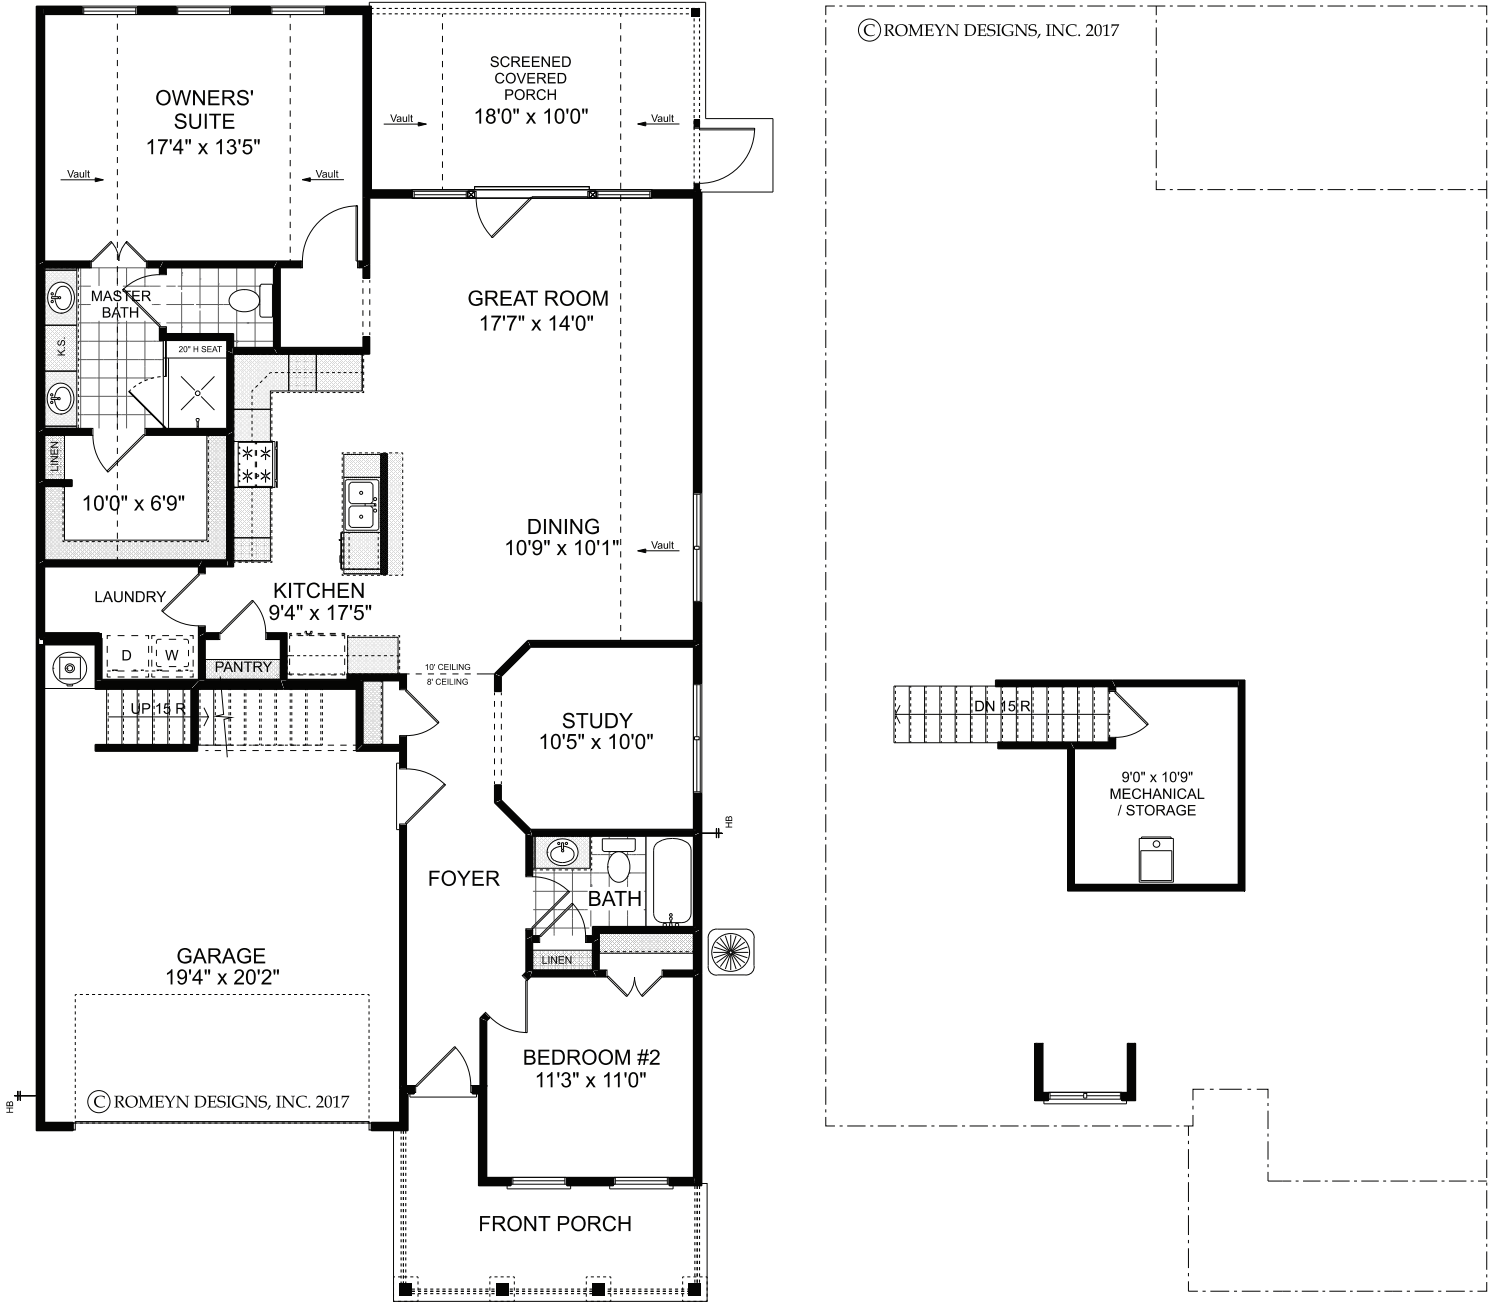 OWNERS'
SUITE
17'4" x 13'5"
Vault
Vault
SCREENED
COVERED
PORCH
18'0" x 10'0"
Vault
Vault
MASTER
BATH
K.S.
20" H SEAT
GREAT ROOM
17'7" x 14'0"
LINEN
10'0" x 6'9"
DINING
10'9" x 10'1"
Vault
LAUNDRY
KITCHEN
9'4" x 17'5"
D
W
PANTRY
10' CEILING
8' CEILING
UP 15 R
STUDY
10'5" x 10'0"
HB
FOYER
BATH
LINEN
GARAGE
19'4" x 20'2"
BEDROOM #2
11'3" x 11'0"
HB
© ROMEYN DESIGNS, INC. 2017
FRONT PORCH
© ROMEYN DESIGNS, INC. 2017
DN 15 R
9'0" x 10'9"
MECHANICAL
/ STORAGE